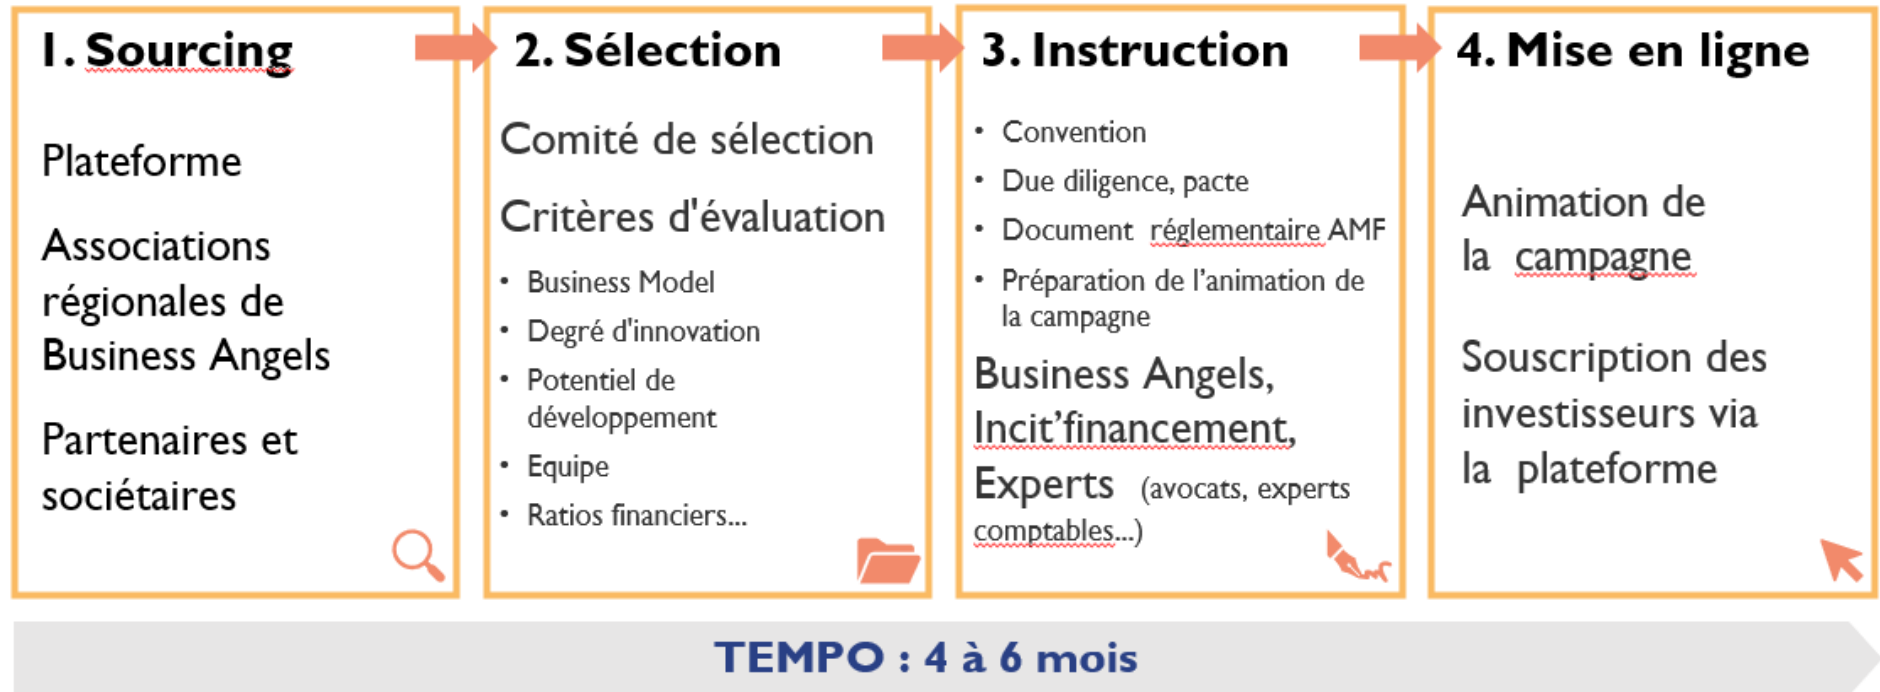 1. Sourcing
Plateforme
Associations
régionales de
Business Angels
Partenaires et
sociétaires
2. Sélection
Comité de sélection
Critères d'évaluation
• Business Model
• Degré d'innovation
• Potentiel de
développement
• Equipe
• Ratios financiers...
3. Instruction
• Convention
• Due diligence, pacte
• Document réglementaire AMF
• Préparation de l’animation de
la campagne
Business Angels,
Incit’financement,
Experts (avocats, experts
comptables...)
4. Mise en ligne
Animation de
la campagne
Souscription des
investisseurs via
la plateforme
TEMPO : 4 à 6 mois